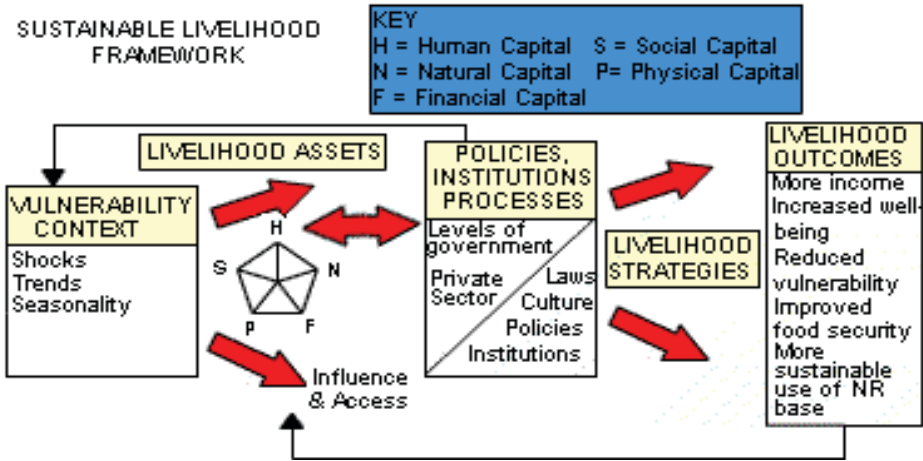 SUSTAINABLE LIVELIHOOD
FRAMEWORK
KEY
H = Human Capital S = Social Capital
N = Natural Capital P= Physical Capital
F = Financial Capital
LIVELIHOOD ASSETS
VULNERABILITY
CONTEXT
Shocks
Trends
Seasonality
H
S
N
P
F
Influence
& Access
POLICIES,
INSTITUTIONS
PROCESSES
Levels of
government
Private
Sector
Laws
Culture
Policies
Institutions
LIVELIHOOD
STRATEGIES
LIVELIHOOD
OUTCOMES
More income
Increased well-
being
Reduced
vulnerability
Improved
food security
More
sustainable
use of NR
base